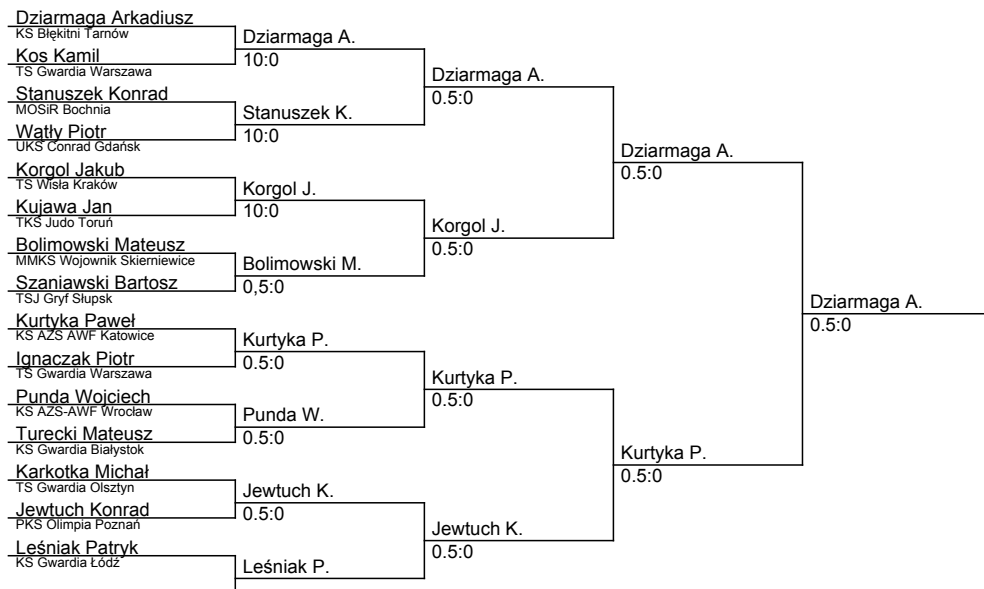 Dziarmaga Arkadiusz
KS Błękitni Tarnów
Kos Kamil
TS Gwardia Warszawa
Stanuszek Konrad
MOSiR Bochnia
Watły Piotr
UKS Conrad Gdańsk
Korgol Jakub
TS Wisła Kraków
Kujawa Jan
TKS Judo Toruń
Bolimowski Mateusz
MMKS Wojownik Skierniewice
Szaniawski Bartosz
TSJ Gryf Słupsk
Kurtyka Paweł
KS AZS AWF Katowice
Ignaczak Piotr
TS Gwardia Warszawa
Punda Wojciech
KS AZS-AWF Wrocław
Turecki Mateusz
KS Gwardia Białystok
Karkotka Michał
TS Gwardia Olsztyn
Jewtuch Konrad
PKS Olimpia Poznań
Leśniak Patryk
KS Gwardia Łódź
Dziarmaga A.
10:0
Stanuszek K.
10:0
Korgol J.
10:0
Bolimowski M.
0,5:0
Kurtyka P.
0.5:0
Punda W.
0.5:0
Jewtuch K.
0.5:0
Leśniak P.
Dziarmaga A.
0.5:0
Korgol J.
0.5:0
Kurtyka P.
0.5:0
Jewtuch K.
0.5:0
Dziarmaga A.
0.5:0
Kurtyka P.
0.5:0
Dziarmaga A.
0.5:0